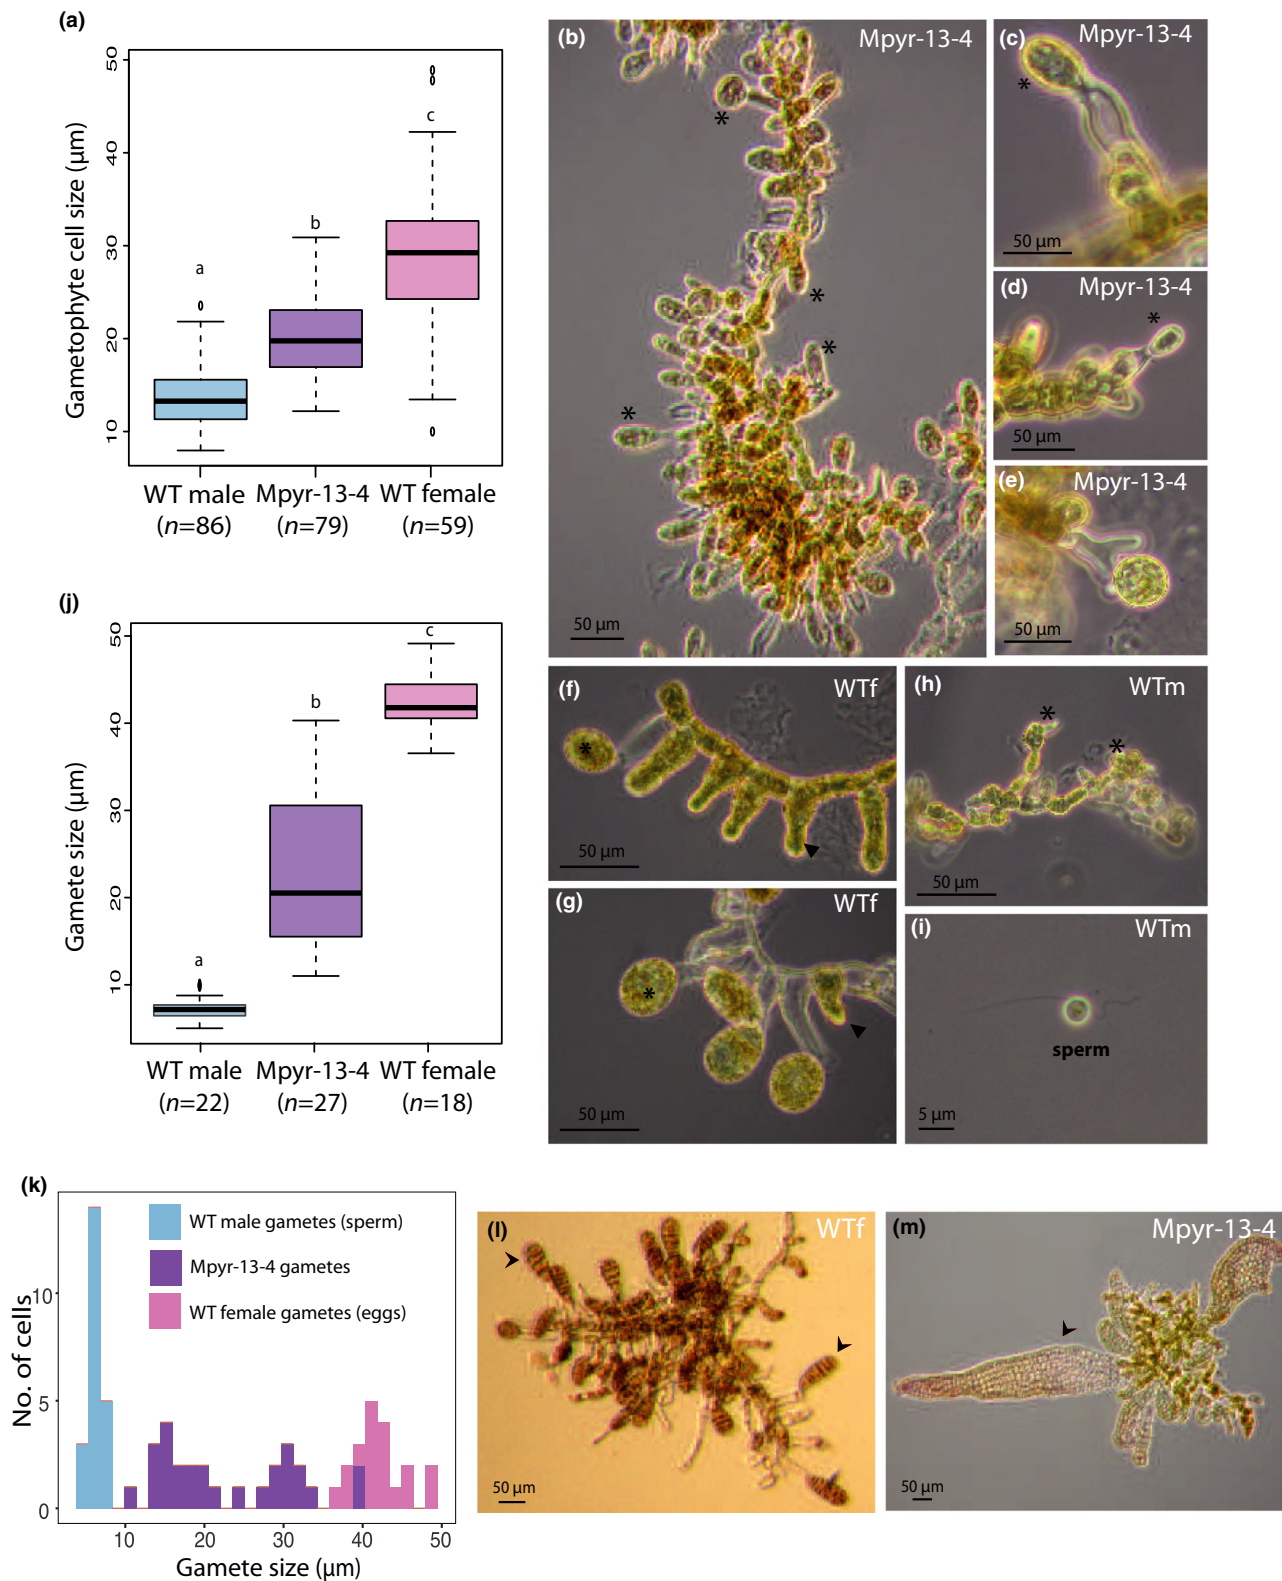 (a)
50
40
30
20
10
Gametophyte cell size (µm)
a
b
c
WT male
(n=86)
Mpyr-13-4
(n=79)
WT female
(n=59)
(b)
Mpyr-13-4
*
*
*
*
50 µm
(c)
Mpyr-13-4
*
50 µm
(d)
Mpyr-13-4
*
50 µm
(e)
Mpyr-13-4
50 µm
(j)
50
40
30
20
10
Gamete size (µm)
a
b
c
WT male
(n=22)
Mpyr-13-4
(n=27)
WT female
(n=18)
(f)
WTf
*
50 µm
(g)
WTf
*
50 µm
(h)
WTm
*
*
50 µm
(i)
WTm
sperm
5 µm
(k)
WT male gametes (sperm)
Mpyr-13-4 gametes
WT female gametes (eggs)
No. of cells
10
5
0
10
20
30
40
50
Gamete size (µm)
(l)
WTf
50 µm
(m)
Mpyr-13-4
50 µm